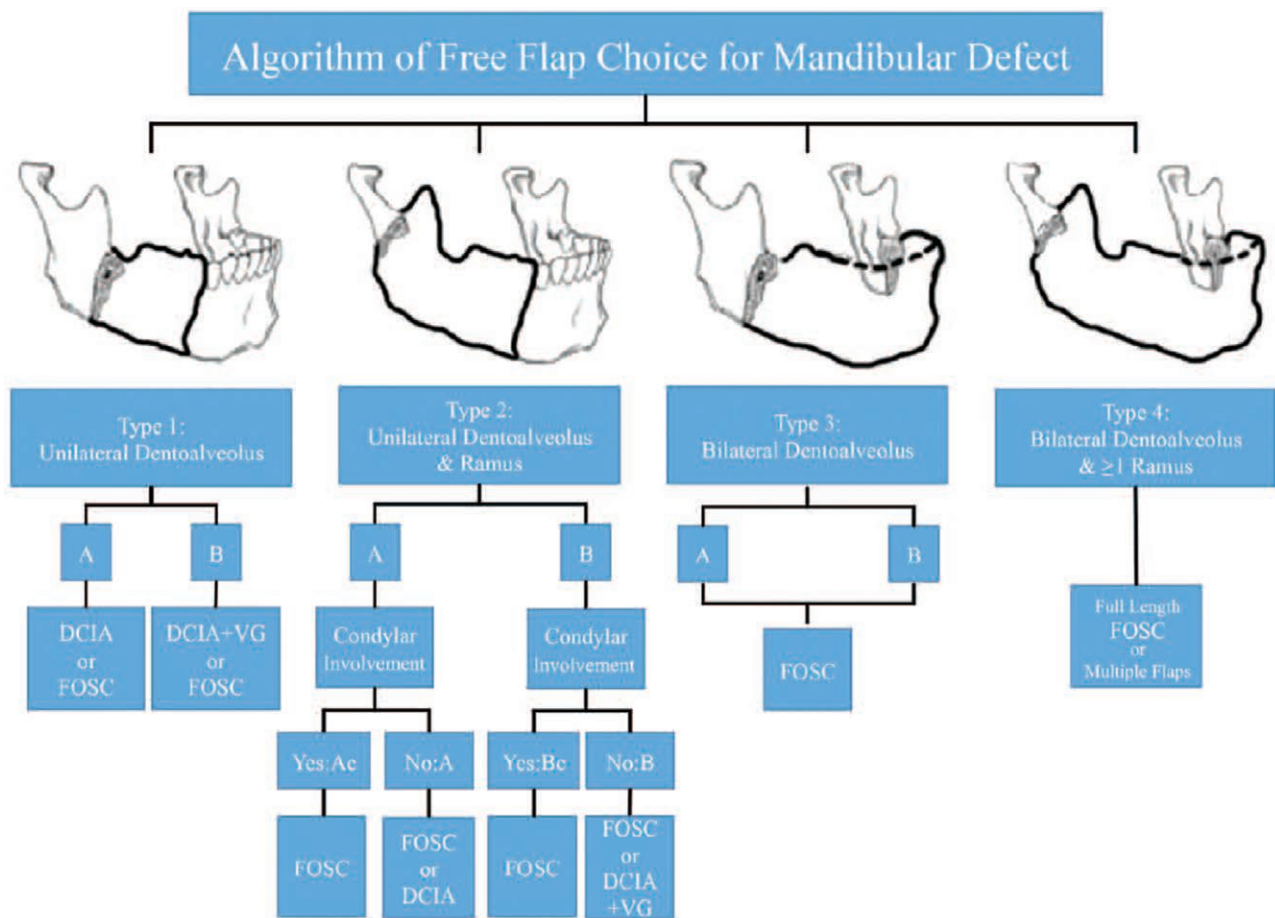 Algorithm of Free Flap Choice for Mandibular Defect
Type 1:
Unilateral Dentoalveolus
Type 2:
Unilateral Dentoalveolus
& Ramus
Type 3:
Bilateral Dentoalveolus
Type 4:
Bilateral Dentoalveolus
& ≥1 Ramus
A
B
A
B
A
B
DCIA
or
FOSC
DCIA+VG
or
FOSC
Condylar
Involvement
Condylar
Involvement
FOSC
Full Length
FOSC
or
Multiple Flaps
Yes:Ac
No:A
Yes:Bc
No:B
FOSC
FOSC
or
DCIA
FOSC
FOSC
or
DCIA
+VG